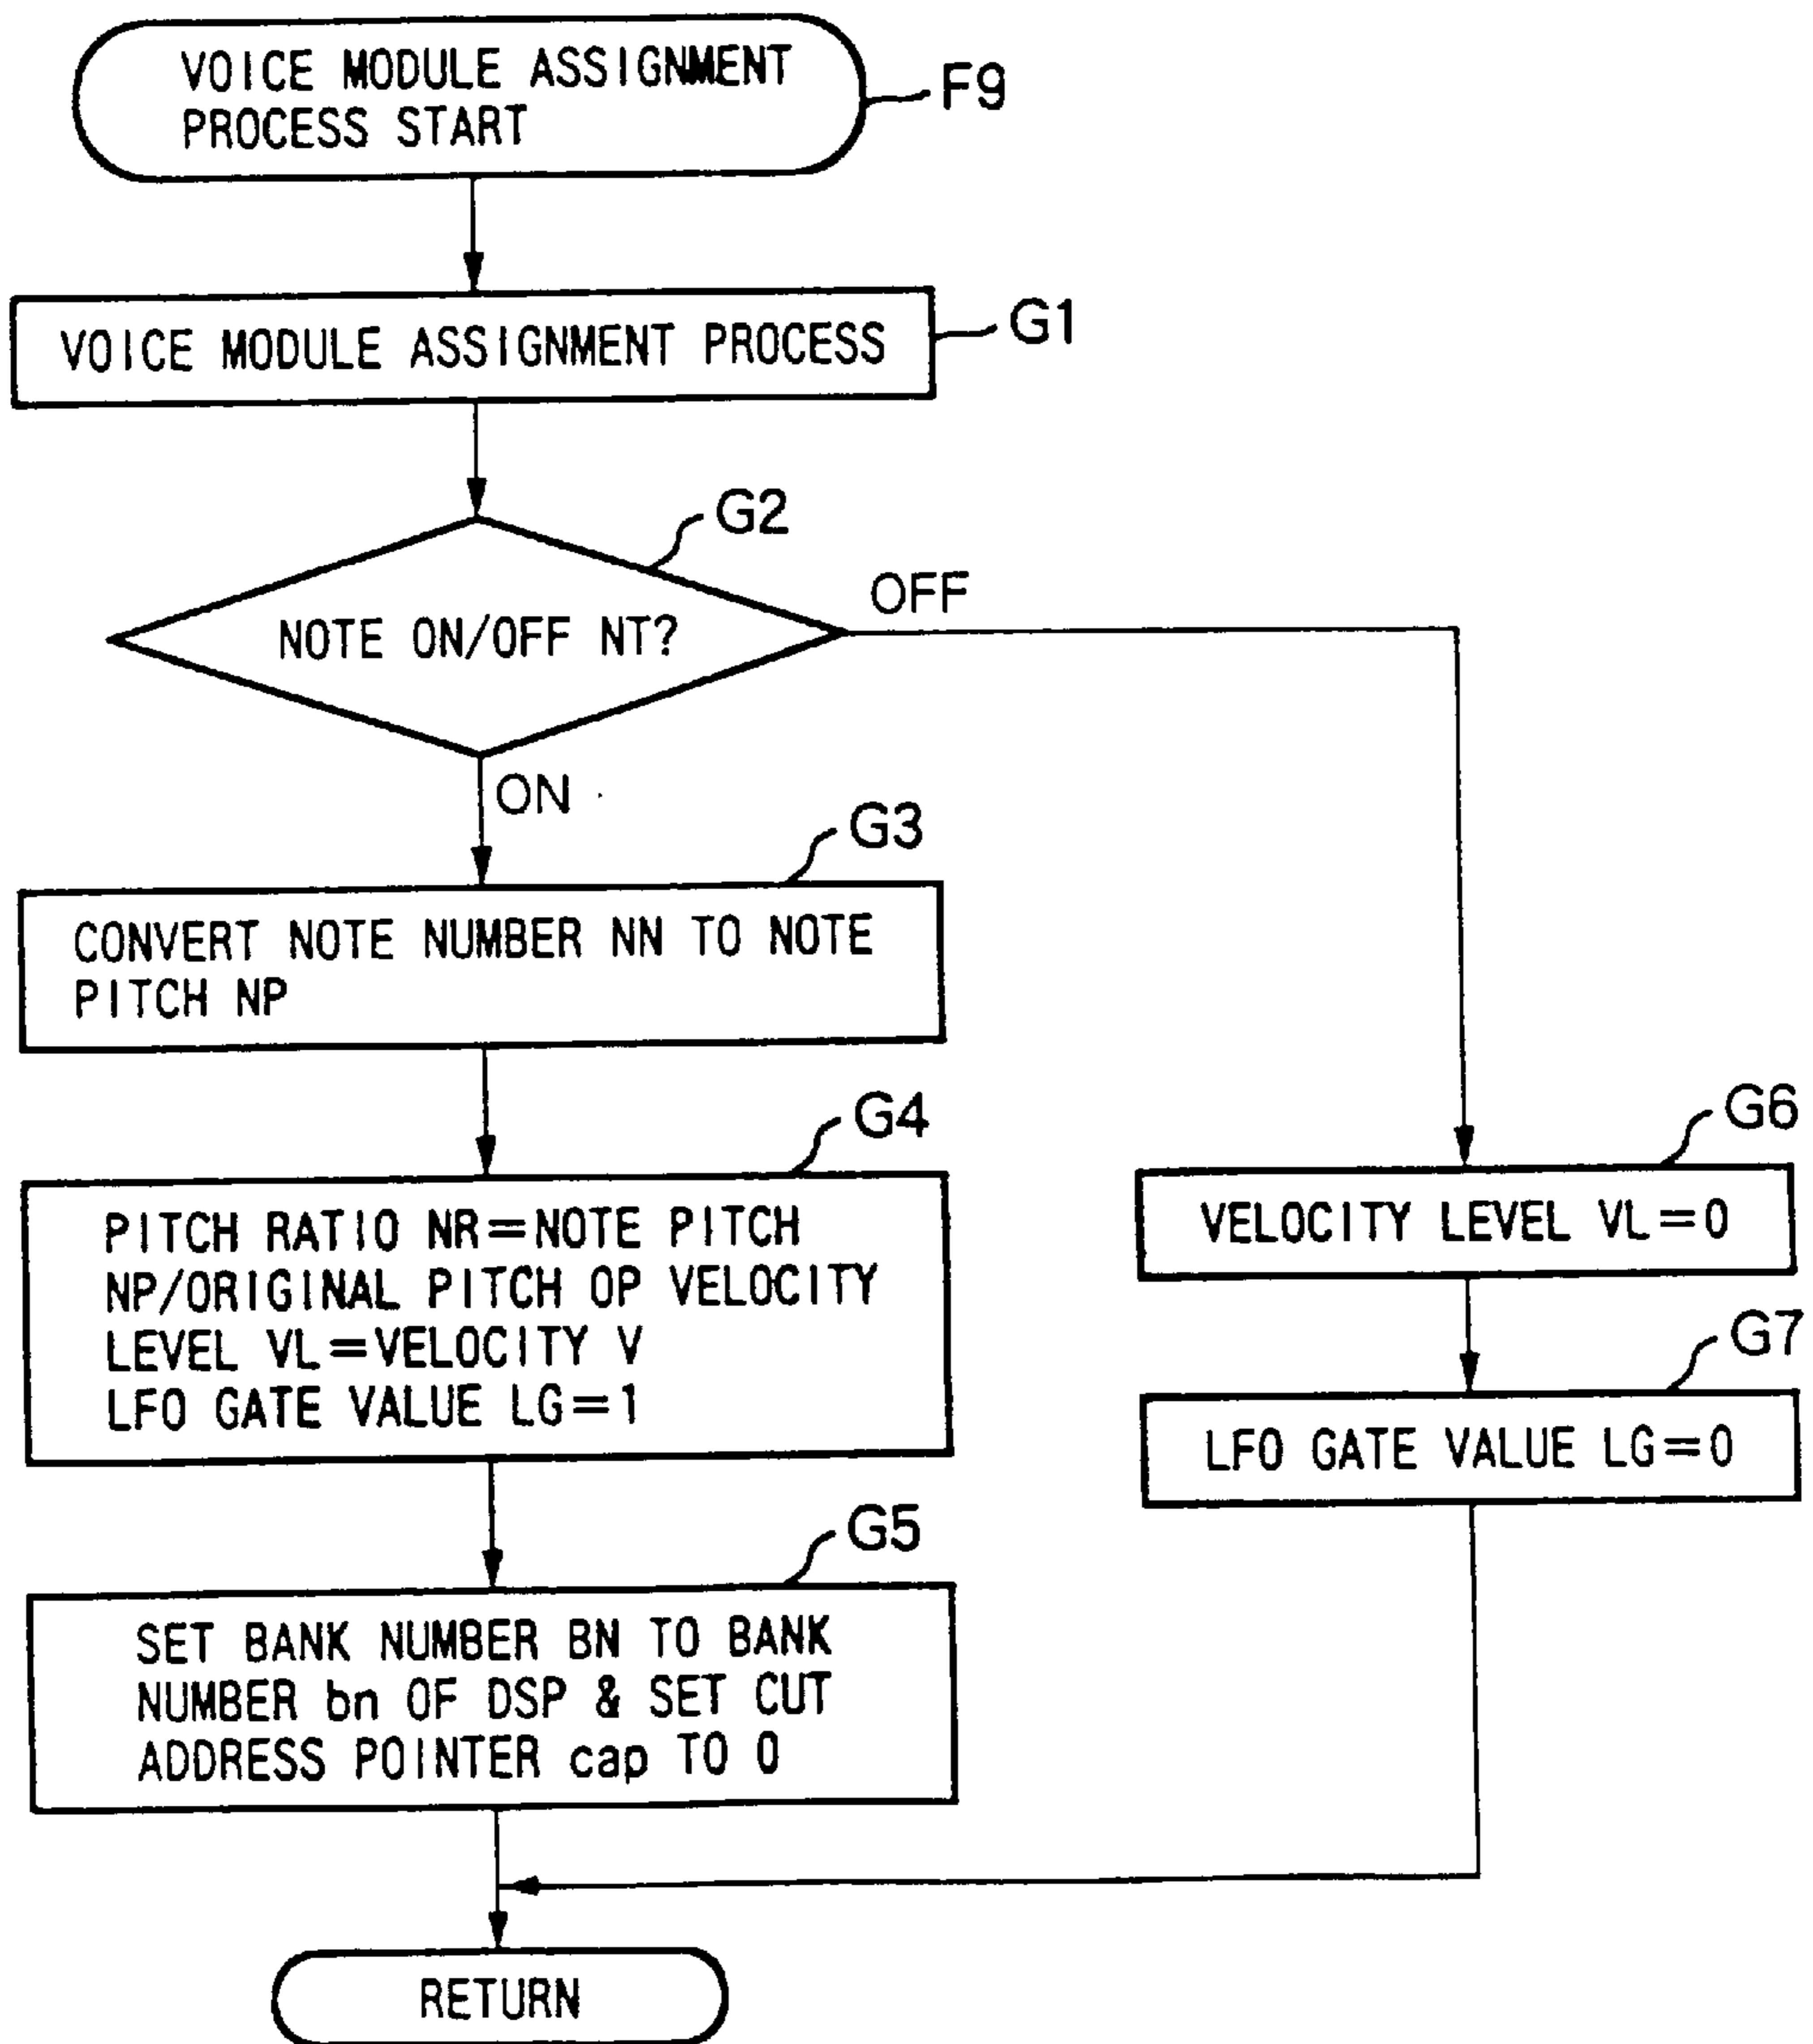 VOICE MODULE ASSIGNMENT
PROCESS START
F9
VOICE MODULE ASSIGNMENT PROCESS
G1
G2
NOTE ON/OFF NT?
OFF
ON
G3
CONVERT NOTE NUMBER NN TO NOTE
PITCH NP
G4
PITCH RATIO NR=NOTE PITCH
NP/ORIGINAL PITCH OP VELOCITY
LEVEL VL=VELOCITY V
LFO GATE VALUE LG=1
G6
VELOCITY LEVEL VL=0
G7
LFO GATE VALUE LG=0
G5
SET BANK NUMBER BN TO BANK
NUMBER bn OF DSP & SET CUT
ADDRESS POINTER cap TO 0
RETURN